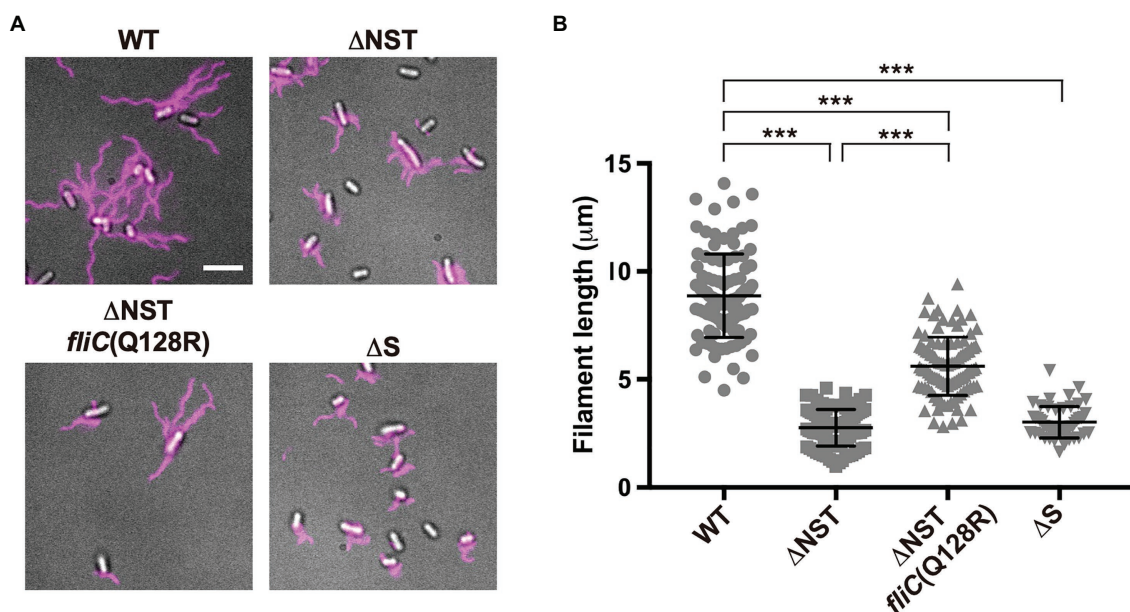 A
WT
ΔNST
ΔNST
fliC(Q128R)
ΔS
B
***
***
***
***
15
10
5
0
Filament length (μm)
WT
ΔNST
ΔNST
fliC(Q128R)
ΔS